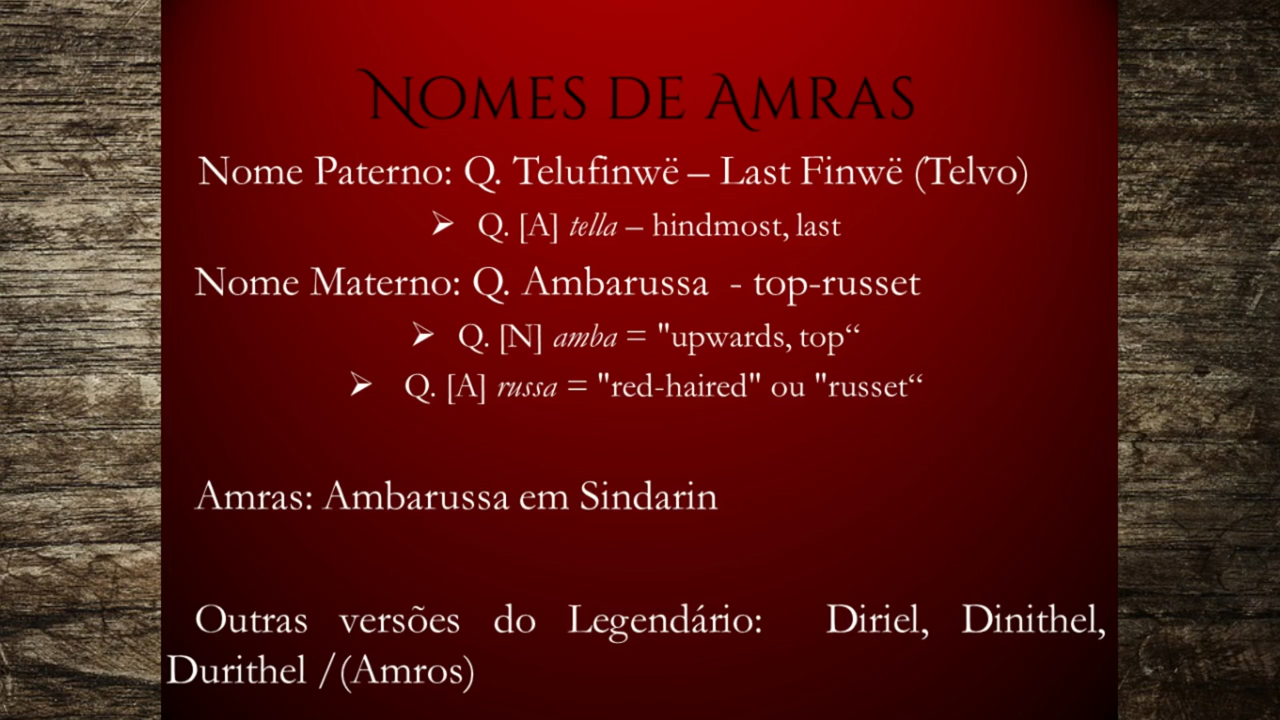 Nomes de Amras
Nome Paterno: Q. Telufinwë – Last Finwë (Telvo)
➢ Q. [A] tella – hindmost, last
Nome Materno: Q. Ambarussa - top-russet
➢ Q. [N] amba = "upwards, top“
➢ Q. [A] russa = "red-haired" ou "russet“
Amras: Ambarussa em Sindarin
Outras versões do Legendário: Diriel, Dinithel,
Durithel /(Amros)